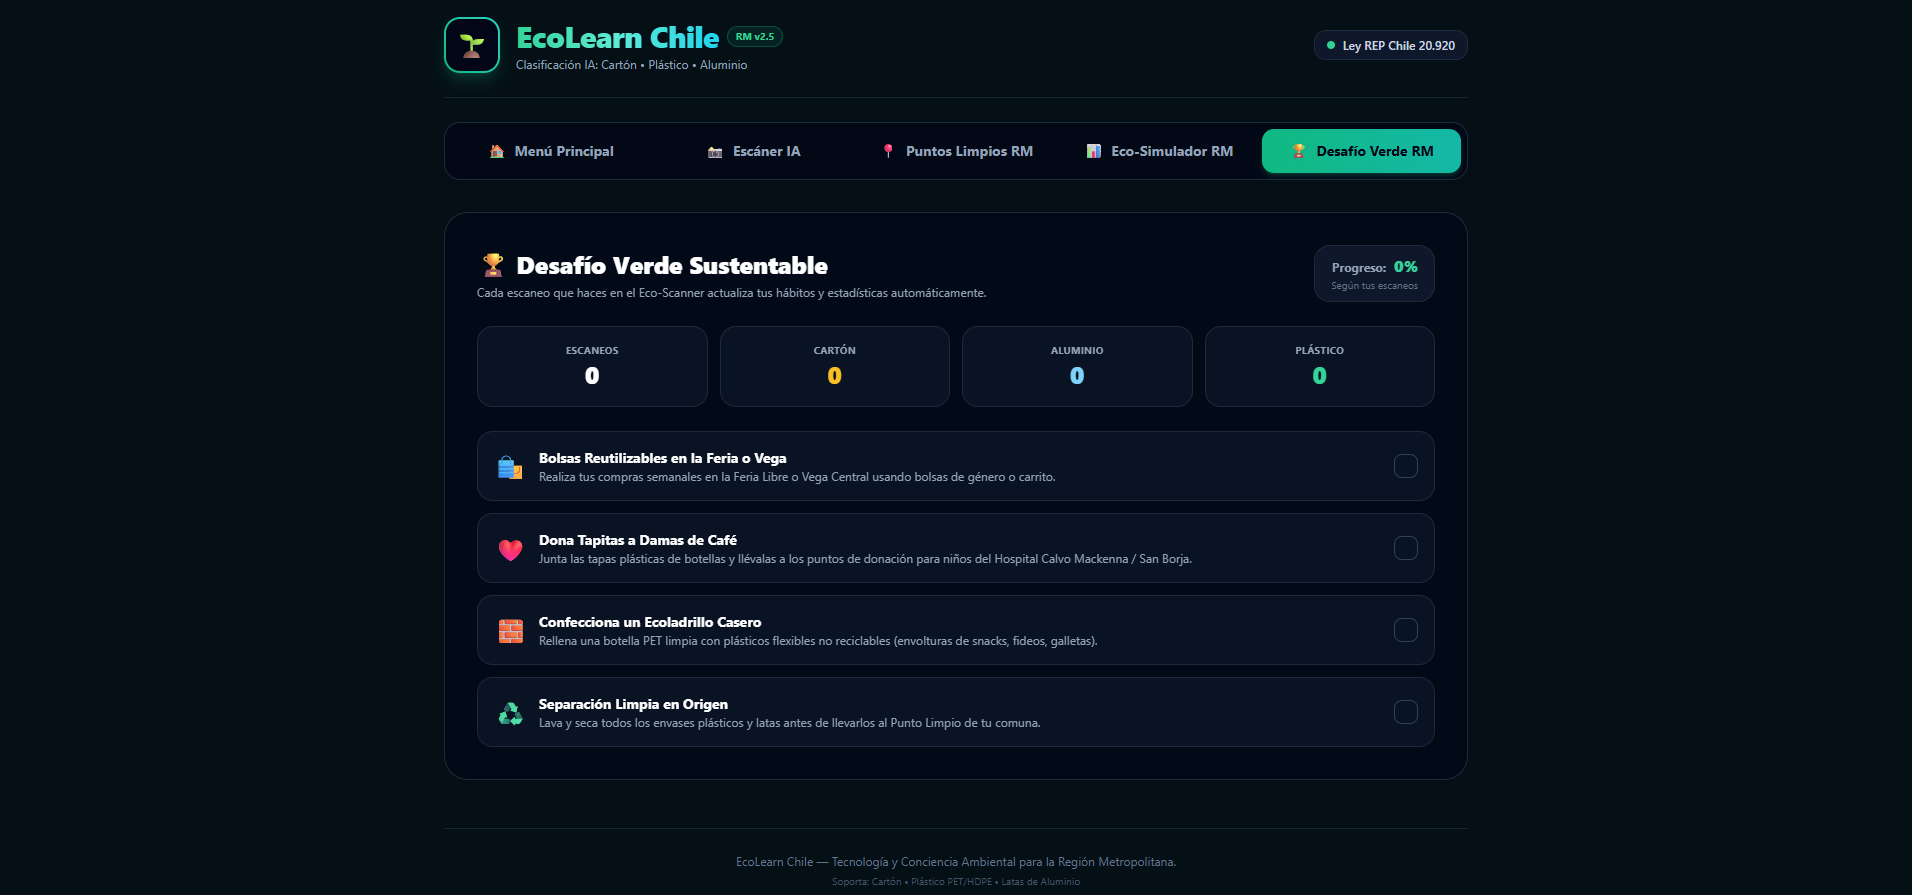 EcoLearn Chile RM v2.5
Clasificación IA: Cartón • Plástico • Aluminio
Ley REP Chile 20.920
Menú Principal
Escáner IA
Puntos Limpios RM
Eco-Simulador RM
Desafío Verde RM
Desafío Verde Sustentable
Cada escaneo que haces en el Eco-Scanner actualiza tus hábitos y estadísticas automáticamente.
Progreso: 0%
Según tus escaneos
ESCANEOS
0
CARTÓN
0
ALUMINIO
0
PLÁSTICO
0
Bolsas Reutilizables en la Feria o Vega
Realiza tus compras semanales en la Feria Libre o Vega Central usando bolsas de género o carrito.
Dona Tapitas a Damas de Café
Junta las tapas plásticas de botellas y llévalas a los puntos de donación para niños del Hospital Calvo Mackenna / San Borja.
Confecciona un Ecoladrillo Casero
Rellena una botella PET limpia con plásticos flexibles no reciclables (envolturas de snacks, fideos, galletas).
Separación Limpia en Origen
Lava y seca todos los envases plásticos y latas antes de llevarlos al Punto Limpio de tu comuna.
EcoLearn Chile — Tecnología y Conciencia Ambiental para la Región Metropolitana.
Soporta: Cartón • Plástico PET/HDPE • Latas de Aluminio